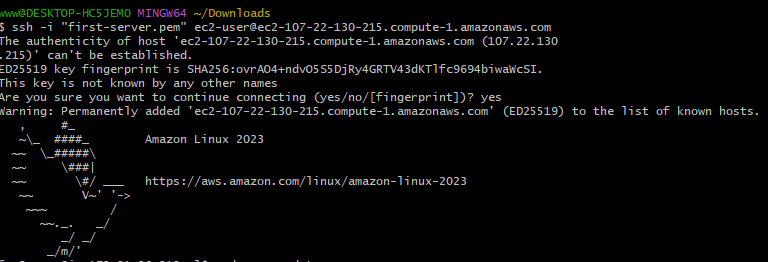 www@DESKTOP-HC5JEMO MINGW64 ~/Downloads
$ ssh -i "first-server.pem" ec2-user@ec2-107-22-130-215.compute-1.amazonaws.com
The authenticity of host 'ec2-107-22-130-215.compute-1.amazonaws.com (107.22.130
.215)' can't be established.
ED25519 key fingerprint is SHA256:ovrAO4+ndvO5S5DjRy4GRTV43dKTlfc9694biwaWcSI.
This key is not known by any other names
Are you sure you want to continue connecting (yes/no/[fingerprint])? yes
Warning: Permanently added 'ec2-107-22-130-215.compute-1.amazonaws.com' (ED25519) to the list of known hosts.
   ,     #_
   ~\_  ####_        Amazon Linux 2023
  ~~  \_#####\
  ~~     \###|
  ~~       \#/ ___   https://aws.amazon.com/linux/amazon-linux-2023
   ~~       V~' '->
    ~~~         /
      ~~._.   _/
         _/ _/
       _/m/'